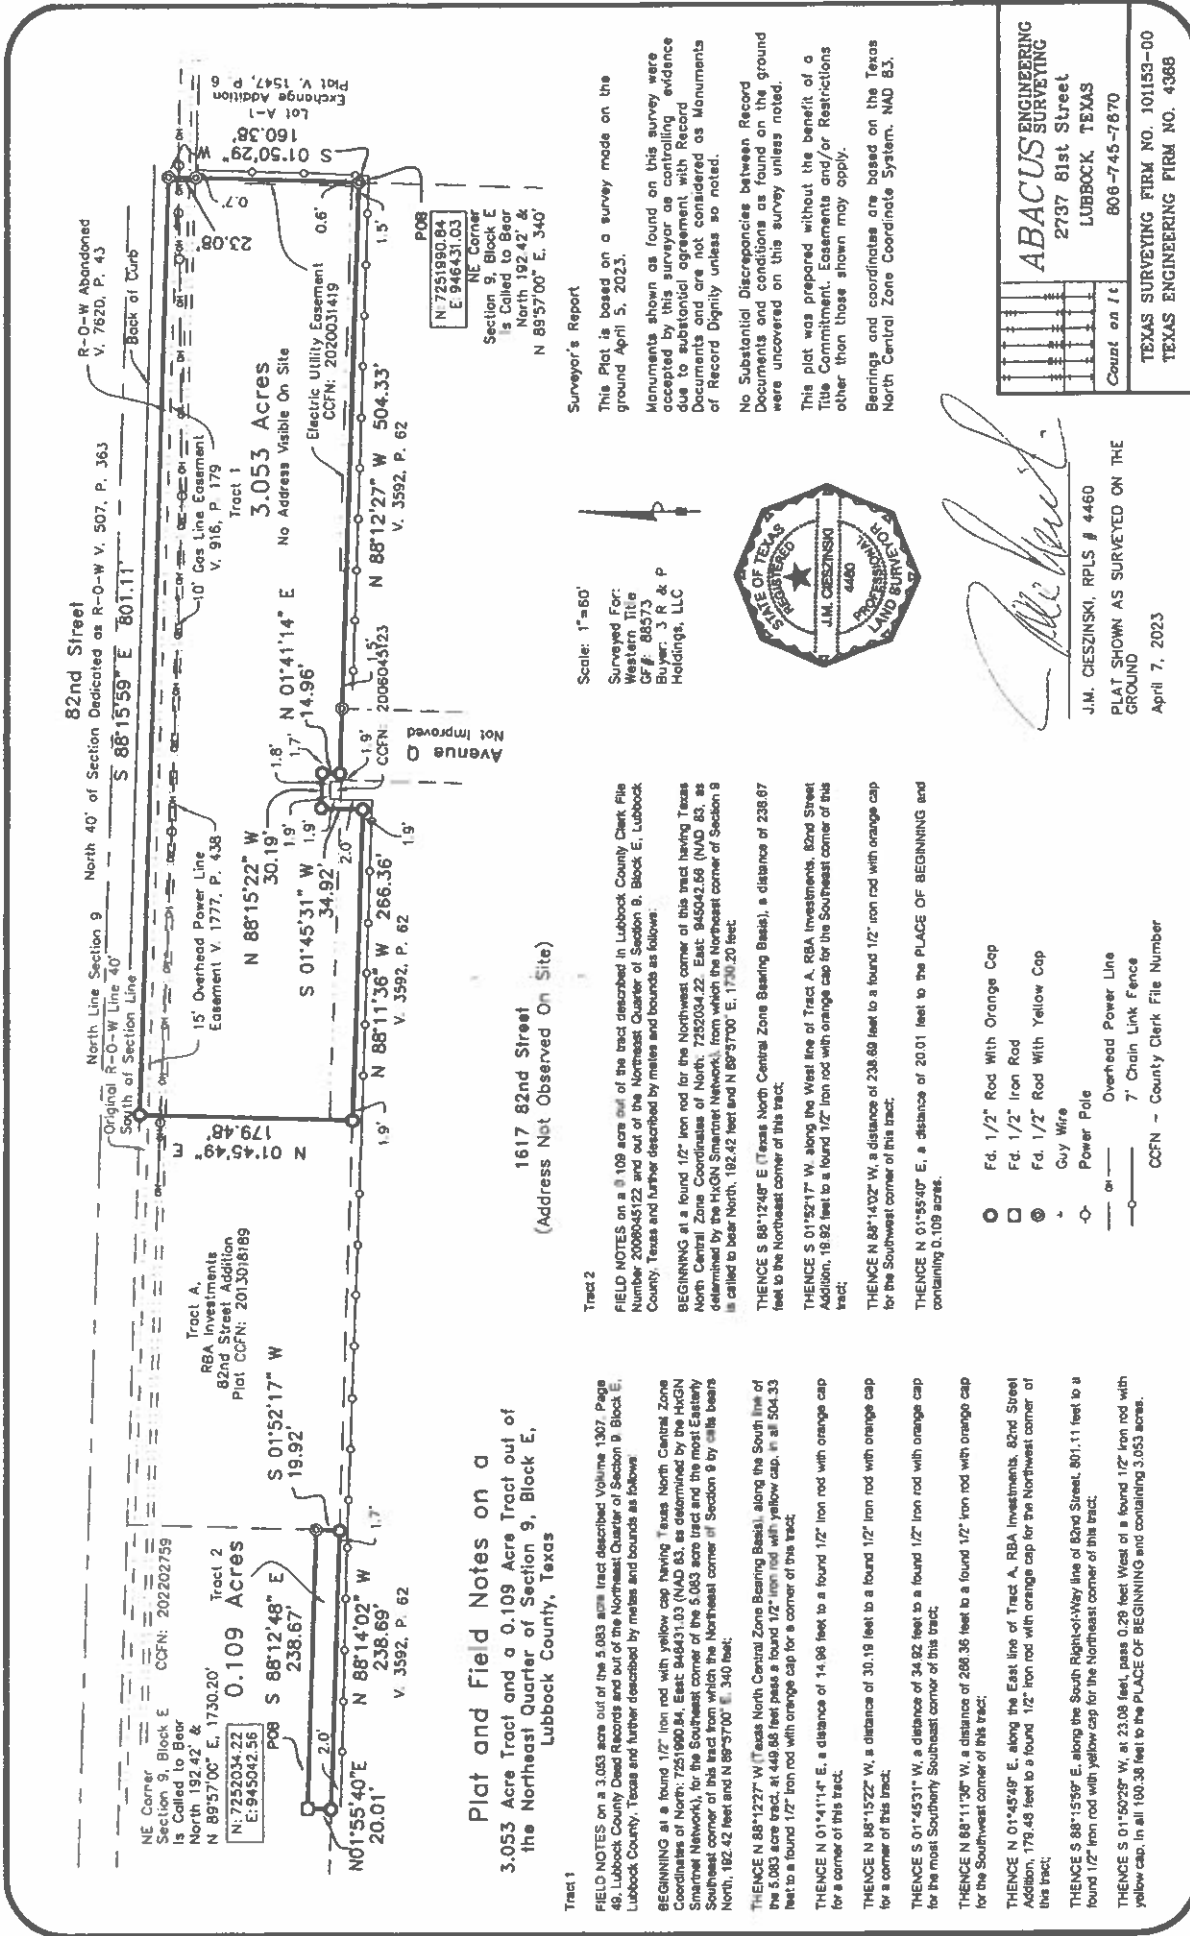 82nd Street
North Line Section 9
North 40' of Section Dedicated as R-O-W V. 507, P. 363
Original R-O-W Line 40'
South of Section Line
S 88°15'59" E 801.11'
R-O-W Abandoned
V. 7620, P. 43
Back of Curb
15' Overhead Power Line
Easement V. 1777, P. 438
10' Gas Line Easement
V. 916, P. 179
Tract 1
3.053 Acres
No Address Visible On Site
Electric Utility Easement
CCFN: 2020031419
23.08'
0.7'
0.6'
1.5'
S 01°50'29" W
160.38'
Lot A-1
Exchange Addition
Plat V. 1547, P. 6
POB
N: 7251990.84
E: 946431.03
NE Corner
Section 9, Block E
Is Called to Bear
North 192.42' &
N 89°57'00" E, 340'
N 88°12'27" W 504.33'
V. 3592, P. 62
N 01°41'14" E
14.96'
1.5'
CCFN: 2006045123
Avenue Q
Not Improved
N 88°15'22" W
30.19'
1.8'
1.7'
1.9'
1.9'
1.9'
S 01°45'31" W
34.92'
2.0'
1.9'
N 88°11'36" W 266.36'
V. 3592, P. 62
1.9'
N 01°45'49" E
179.48'
Tract A,
RBA Investments
82nd Street Addition
Plat CCFN: 2013018189
NE Corner
Section 9, Block E
Is Called to Bear
North 192.42' &
N 89°57'00" E, 1730.20'
N: 7252034.22
E: 945042.56
CCFN: 202202759
Tract 2
0.109 Acres
POB
S 88°12'48" E
238.67'
S 01°52'17" W
19.92'
2.0'
1.7'
N 88°14'02" W
238.69'
V. 3592, P. 62
N01°55'40"E
20.01'
1617 82nd Street
(Address Not Observed On Site)
Plat and Field Notes on a
3.053 Acre Tract and a 0.109 Acre Tract out of
the Northeast Quarter of Section 9, Block E,
Lubbock County, Texas
Tract 1
FIELD NOTES on a 3.053 acre out of the 5.083 acre tract described Volume 1307, Page
49, Lubbock County Deed Records and out of the Northeast Quarter of Section 9, Block E,
Lubbock County, Texas and further described by metes and bounds as follows:
BEGINNING at a found 1/2" iron rod with yellow cap having Texas North Central Zone
Coordinates of North: 7251990.84, East: 946431.03 (NAD 83, as determined by the HxGN
Smartnet Network), for the Southeast corner of the 5.083 acre tract and the most Easterly
Southeast corner of this tract from which the Northeast corner of Section 9 by calls bears
North, 192.42 feet and N 89°57'00" E, 340 feet;
THENCE N 88°12'27" W (Texas North Central Zone Bearing Basis), along the South line of
the 5.083 acre tract, at 449.68 feet pass a found 1/2" iron rod with yellow cap, in all 504.33
feet to a found 1/2" iron rod with orange cap for a corner of this tract;
THENCE N 01°41'14" E, a distance of 14.96 feet to a found 1/2" iron rod with orange cap
for a corner of this tract;
THENCE N 88°15'22" W, a distance of 30.19 feet to a found 1/2" iron rod with orange cap
for a corner of this tract;
THENCE S 01°45'31" W, a distance of 34.92 feet to a found 1/2" iron rod with orange cap
for the most Southerly Southeast corner of this tract;
THENCE N 88°11'36" W, a distance of 266.36 feet to a found 1/2" iron rod with orange cap
for the Southwest corner of this tract;
THENCE N 01°45'49" E, along the East line of Tract A, RBA Investments, 82nd Street
Addition, 179.48 feet to a found 1/2" iron rod with orange cap for the Northwest corner of
this tract;
THENCE S 88°15'59" E, along the South Right-of-Way line of 82nd Street, 801.11 feet to a
found 1/2" iron rod with yellow cap for the Northeast corner of this tract;
THENCE S 01°50'29" W, at 23.08 feet, pass 0.29 feet West of a found 1/2" iron rod with
yellow cap, in all 160.38 feet to the PLACE OF BEGINNING and containing 3.053 acres.
Tract 2
FIELD NOTES on a 0.109 acre out of the tract described in Lubbock County Clerk File
Number 2006045122 and out of the Northeast Quarter of Section 9, Block E, Lubbock
County, Texas and further described by metes and bounds as follows:
BEGINNING at a found 1/2" iron rod for the Northwest corner of this tract having Texas
North Central Zone Coordinates of North: 7252034.22, East: 945042.56 (NAD 83, as
determined by the HxGN Smartnet Network), from which the Northeast corner of Section 9
is called to bear North, 192.42 feet and N 89°57'00" E, 1730.20 feet;
THENCE S 88°12'48" E (Texas North Central Zone Bearing Basis), a distance of 238.67
feet to the Northeast corner of this tract;
THENCE S 01°52'17" W, along the West line of Tract A, RBA Investments, 82nd Street
Addition, 19.92 feet to a found 1/2" iron rod with orange cap for the Southeast corner of this
tract;
THENCE N 88°14'02" W, a distance of 238.69 feet to a found 1/2" iron rod with orange cap
for the Southwest corner of this tract;
THENCE N 01°55'40" E, a distance of 20.01 feet to the PLACE OF BEGINNING and
containing 0.109 acres.
Fd. 1/2" Rod With Orange Cap
Fd. 1/2" Iron Rod
Fd. 1/2" Rod With Yellow Cap
Guy Wire
Power Pole
OH Overhead Power Line
7' Chain Link Fence
CCFN - County Clerk File Number
Scale: 1"=60'
Surveyed For:
Western Title
GF#: 88573
Buyer: 3 R & P
Holdings, LLC
STATE OF TEXAS
REGISTERED
J.M. CIESZINSKI
4460
PROFESSIONAL
LAND SURVEYOR
J.M. CIESZINSKI, RPLS # 4460
PLAT SHOWN AS SURVEYED ON THE
GROUND
April 7, 2023
Surveyor's Report
This Plat is based on a survey made on the
ground April 5, 2023.
Monuments shown as found on this survey were
accepted by this surveyor as controlling evidence
due to substantial agreement with Record
Documents and are not considered as Monuments
of Record Dignity unless so noted.
No Substantial Discrepancies between Record
Documents and conditions as found on the ground
were uncovered on this survey unless noted.
This plat was prepared without the benefit of a
Title Commitment. Easements and/or Restrictions
other than those shown may apply.
Bearings and coordinates are based on the Texas
North Central Zone Coordinate System, NAD 83.
ABACUS ENGINEERING
SURVEYING
2737 81st Street
LUBBOCK, TEXAS
806-745-7670
Count on it
TEXAS SURVEYING FIRM NO. 101153-00
TEXAS ENGINEERING FIRM NO. 4368